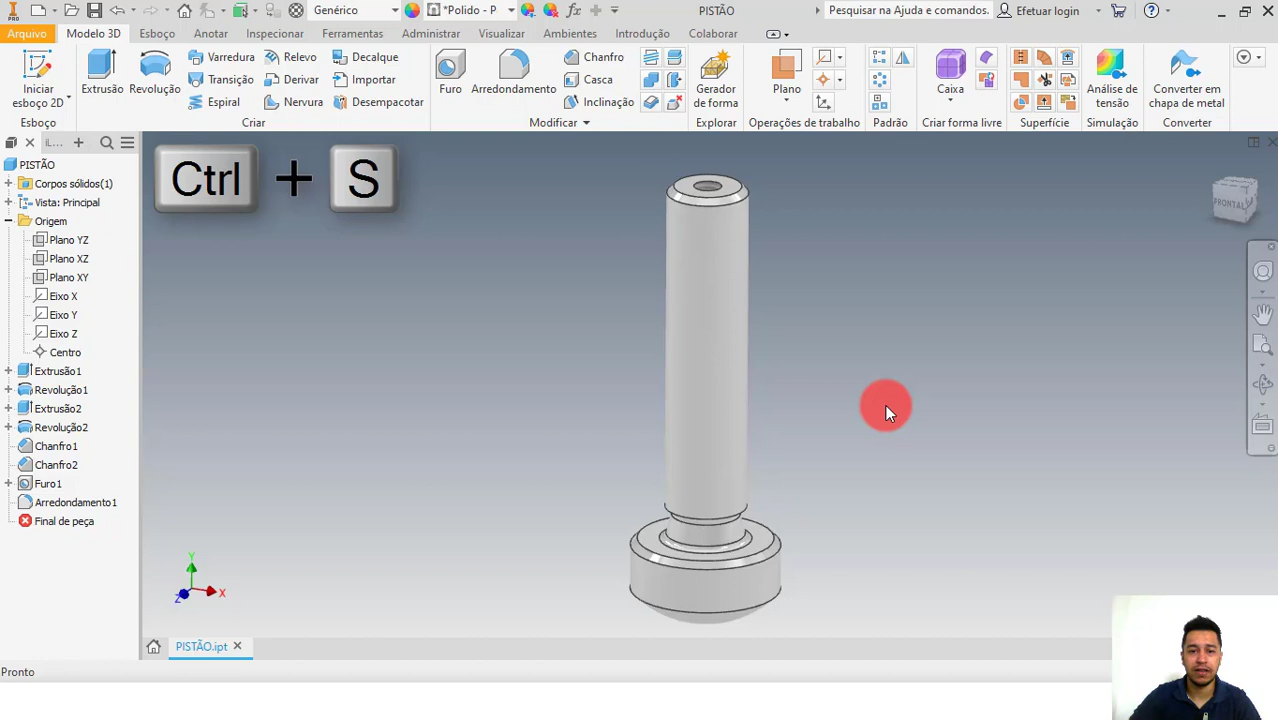 PRO
Genérico
*Polido - P
fx
PISTÃO
Pesquisar na Ajuda e comandos.
Efetuar login
Arquivo
Modelo 3D
Esboço
Anotar
Inspecionar
Ferramentas
Administrar
Visualizar
Ambientes
Introdução
Colaborar
Iniciar
esboço 2D
Esboço
Extrusão
Revolução
Varredura
Transição
Espiral
Relevo
Derivar
Nervura
Decalque
Importar
Desempacotar
Criar
Furo
Arredondamento
Chanfro
Casca
Inclinação
Modificar
Gerador
de forma
Explorar
Plano
Operações de trabalho
Padrão
Caixa
Criar forma livre
Superfície
Análise de
tensão
Simulação
Converter em
chapa de metal
Converter
iL...
PISTÃO
Corpos sólidos(1)
Vista: Principal
Origem
Plano YZ
Plano XZ
Plano XY
Eixo X
Eixo Y
Eixo Z
Centro
Extrusão1
Revolução1
Extrusão2
Revolução2
Chanfro1
Chanfro2
Furo1
Arredondamento1
Final de peça
Ctrl + S
FRONTAL
Y
X
Z
PISTÃO.ipt
Pronto